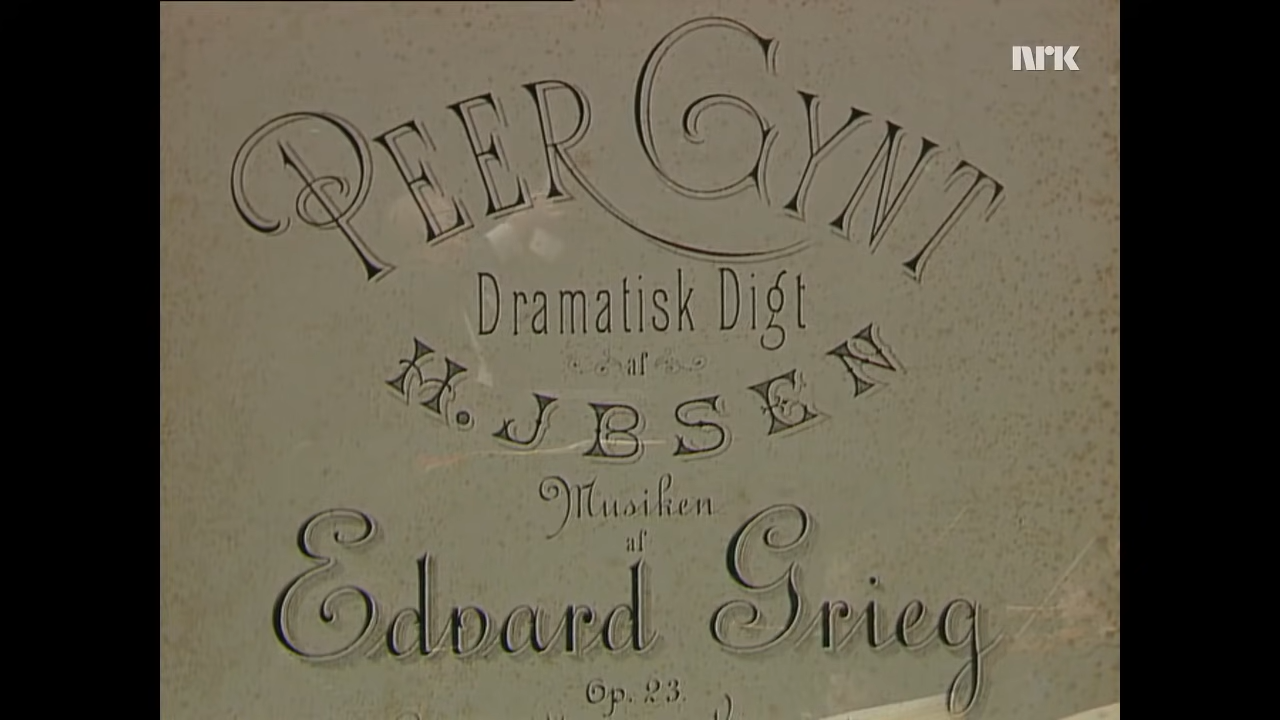 nrk
PEER GYNT
Dramatisk Digt
af
H. JBSEN
Musiken
af
Edvard Grieg
Op. 23.